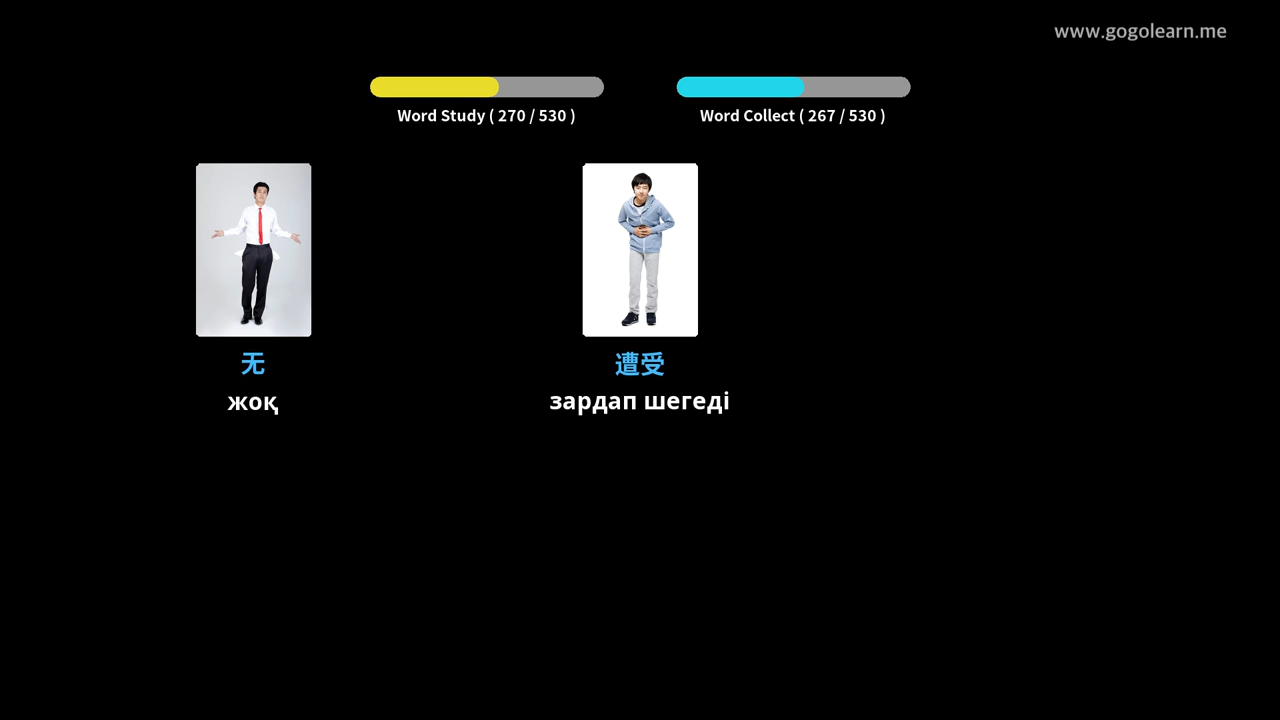 www.gogolearn.me
Word Study ( 270 / 530 )
Word Collect ( 267 / 530 )
无
жоқ
遭受
зардап шегеді